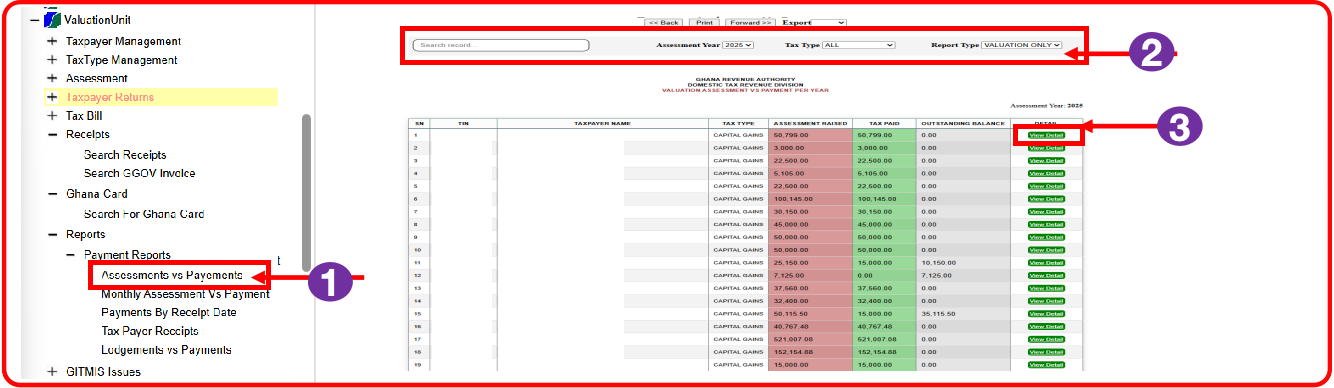 ValuationUnit
Taxpayer Management
TaxType Management
Assessment
Taxpayer Returns
Tax Bill
Receipts
Search Receipts
Search GGOV Invoice
Ghana Card
Search For Ghana Card
Reports
Payment Reports
Assessments vs Payements
Monthly Assessment Vs Payment
Payments By Receipt Date
Tax Payer Receipts
Lodgements vs Payments
GITMIS Issues
1
<< Back Print Forward >> Export
Search record... Assessment Year 2025 Tax Type ALL Report Type VALUATION ONLY
2
GHANA REVENUE AUTHORITY
DOMESTIC TAX REVENUE DIVISION
VALUATION ASSESSMENT VS PAYMENT PER YEAR
Assessment Year: 2025
SN TIN TAXPAYER NAME TAX TYPE ASSESSMENT RAISED TAX PAID OUTSTANDING BALANCE DETAIL
1 CAPITAL GAINS 50,799.00 50,799.00 0.00 View Detail
3
2 CAPITAL GAINS 3,000.00 3,000.00 0.00 View Detail
3 CAPITAL GAINS 22,500.00 22,500.00 0.00 View Detail
4 CAPITAL GAINS 5,105.00 5,105.00 0.00 View Detail
5 CAPITAL GAINS 22,500.00 22,500.00 0.00 View Detail
6 CAPITAL GAINS 100,145.00 100,145.00 0.00 View Detail
7 CAPITAL GAINS 30,150.00 30,150.00 0.00 View Detail
8 CAPITAL GAINS 45,000.00 45,000.00 0.00 View Detail
9 CAPITAL GAINS 50,000.00 50,000.00 0.00 View Detail
10 CAPITAL GAINS 50,000.00 50,000.00 0.00 View Detail
11 CAPITAL GAINS 25,150.00 15,000.00 10,150.00 View Detail
12 CAPITAL GAINS 7,125.00 0.00 7,125.00 View Detail
13 CAPITAL GAINS 37,560.00 37,560.00 0.00 View Detail
14 CAPITAL GAINS 32,400.00 32,400.00 0.00 View Detail
15 CAPITAL GAINS 50,115.50 15,000.00 35,115.50 View Detail
16 CAPITAL GAINS 40,767.48 40,767.48 0.00 View Detail
17 CAPITAL GAINS 521,007.08 521,007.08 0.00 View Detail
18 CAPITAL GAINS 152,154.88 152,154.88 0.00 View Detail
19 CAPITAL GAINS 15,000.00 15,000.00 0.00 View Detail